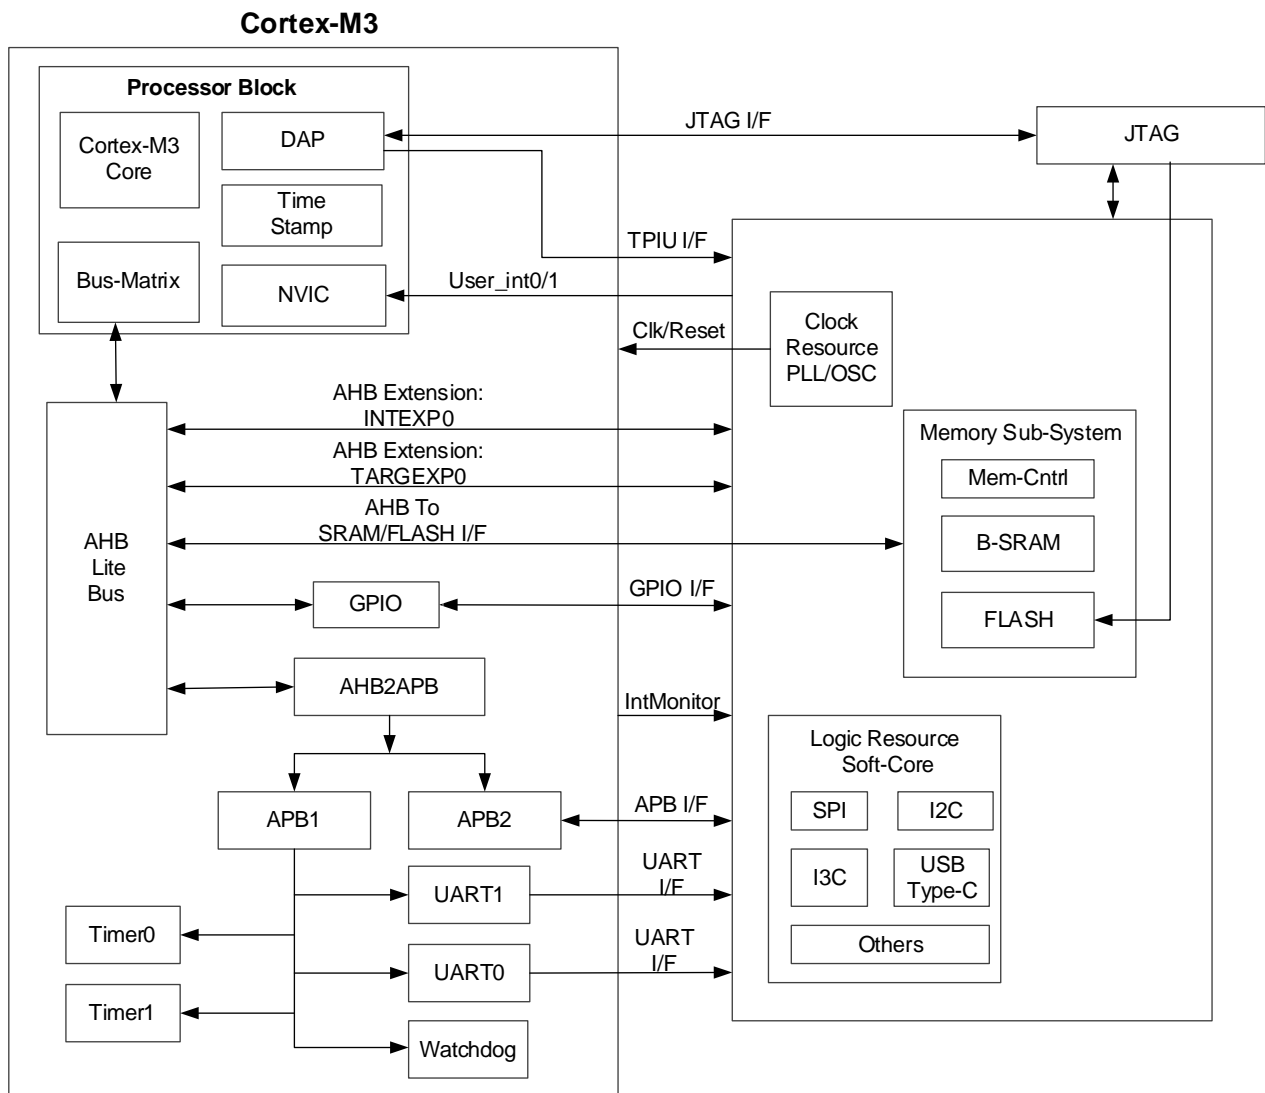 Cortex-M3
Processor Block
Cortex-M3
Core
DAP
Time
Stamp
Bus-Matrix
NVIC
JTAG I/F
JTAG
TPIU I/F
User_int0/1
Clk/Reset
Clock
Resource
PLL/OSC
AHB Extension:
INTEXP0
AHB Extension:
TARGEXP0
AHB To
SRAM/FLASH I/F
AHB
Lite
Bus
GPIO
GPIO I/F
Memory Sub-System
Mem-Cntrl
B-SRAM
FLASH
AHB2APB
IntMonitor
APB1
APB2
APB I/F
UART
I/F
UART1
UART
I/F
UART0
Timer0
Timer1
Watchdog
Logic Resource
Soft-Core
SPI
I2C
I3C
USB
Type-C
Others